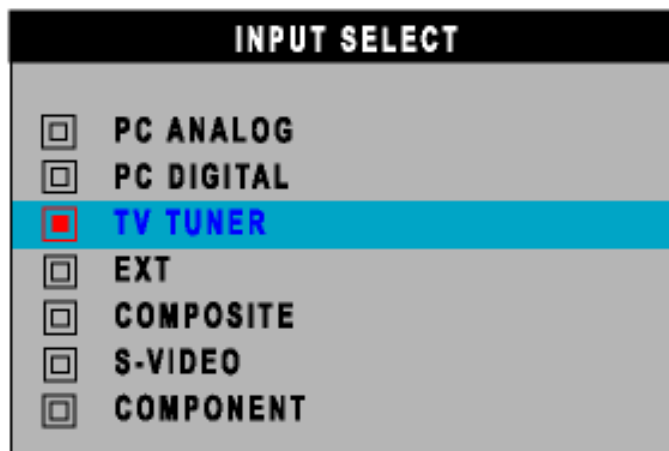 INPUT SELECT
PC ANALOG
PC DIGITAL
TV TUNER
EXT
COMPOSITE
S-VIDEO
COMPONENT